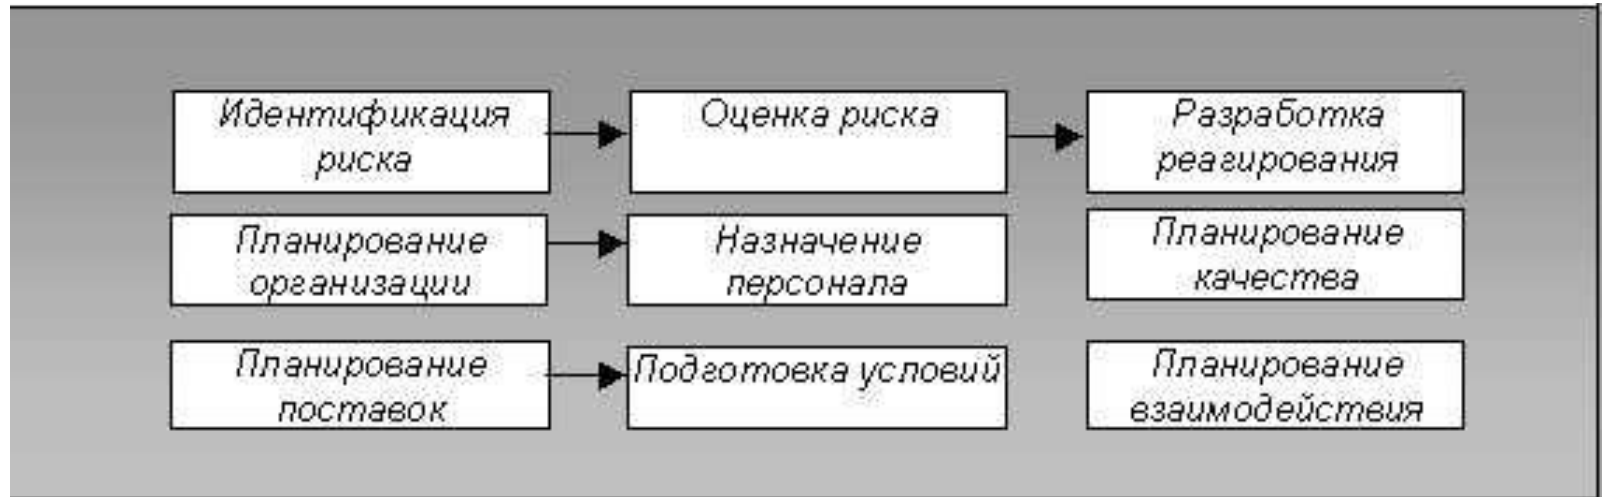 Идентификация
риска
Оценка риска
Разработка
реагирования
Планирование
организации
Назначение
персонала
Планирование
качества
Планирование
поставок
Подготовка условий
Планирование
взаимодействия